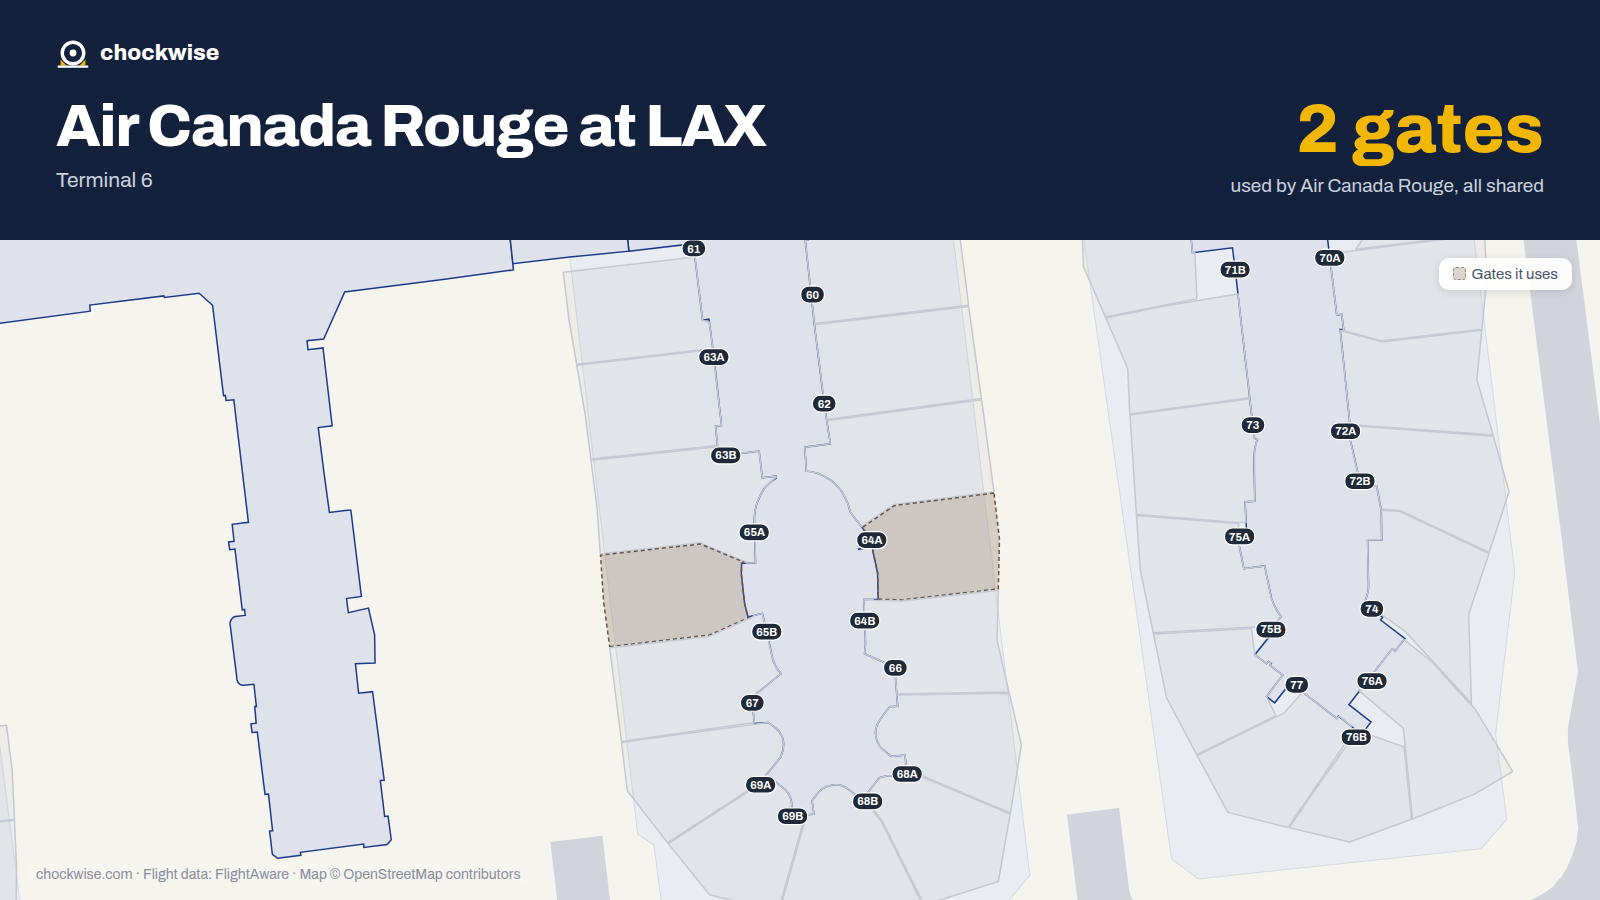 chockwise
Air Canada Rouge at LAX
Terminal 6
2 gates
used by Air Canada Rouge, all shared
Gates it uses
61
60
63A
62
63B
65A
64A
64B
65B
66
67
68A
69A
68B
69B
70A
71B
73
72A
72B
75A
74
75B
76A
77
76B
chockwise.com · Flight data: FlightAware · Map © OpenStreetMap contributors